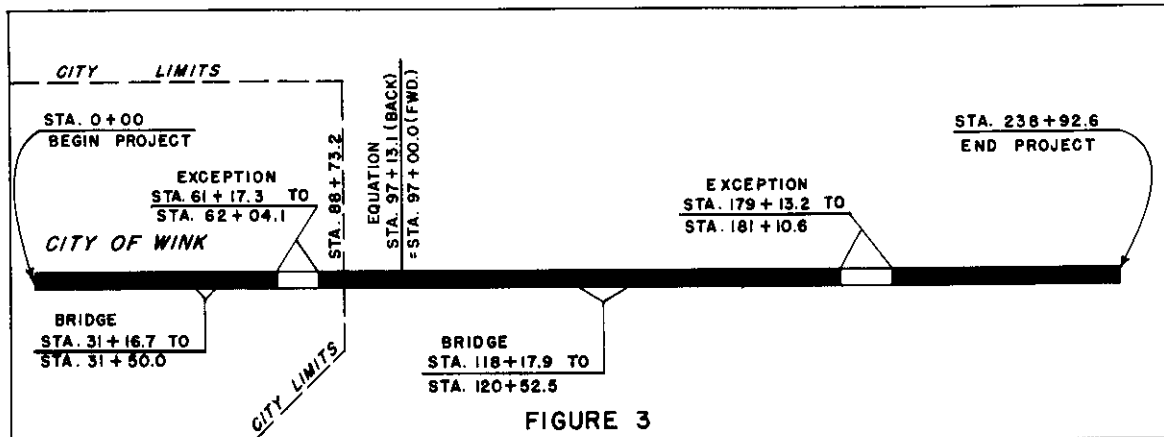 CITY LIMITS
STA. 0+00
BEGIN PROJECT
EXCEPTION
STA. 61+17.3 TO
STA. 62+04.1
STA. 88+73.2
EQUATION
STA. 97+13.1 (BACK)
= STA. 97+00.0 (FWD.)
EXCEPTION
STA. 179+13.2 TO
STA. 181+10.6
STA. 238+92.6
END PROJECT
CITY OF WINK
BRIDGE
STA. 31+16.7 TO
STA. 31+50.0
CITY LIMITS
BRIDGE
STA. 118+17.9 TO
STA. 120+52.5
FIGURE 3